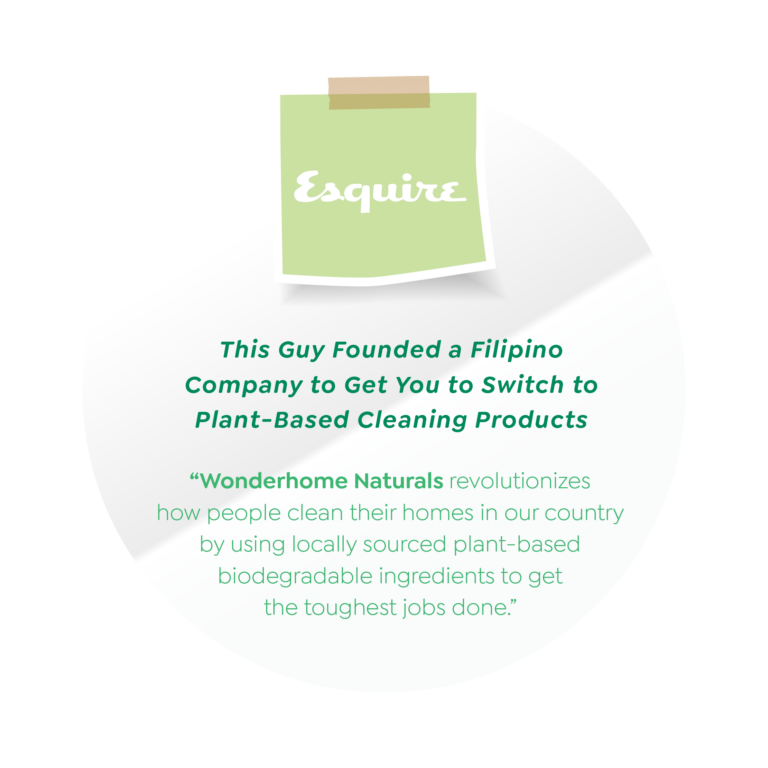 Esquire
This Guy Founded a Filipino
Company to Get You to Switch to
Plant-Based Cleaning Products
“Wonderhome Naturals revolutionizes
how people clean their homes in our country
by using locally sourced plant-based
biodegradable ingredients to get
the toughest jobs done.”